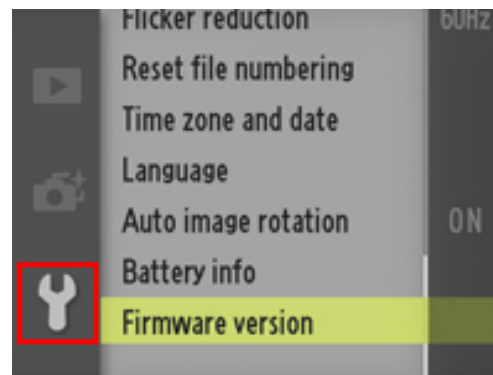 Flicker reduction 60Hz
Reset file numbering
Time zone and date
Language
Auto image rotation ON
Battery info
Firmware version